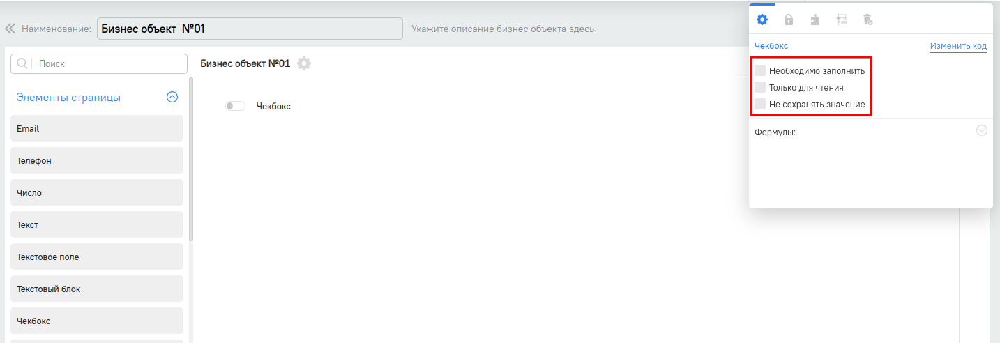 Наименование: Бизнес объект №01 Укажите описание бизнес объекта здесь
Поиск
Элементы страницы
Email
Телефон
Число
Текст
Текстовое поле
Текстовый блок
Чекбокс
Бизнес объект №01
Чекбокс
Чекбокс Изменить код
Необходимо заполнить
Только для чтения
Не сохранять значение
Формулы: